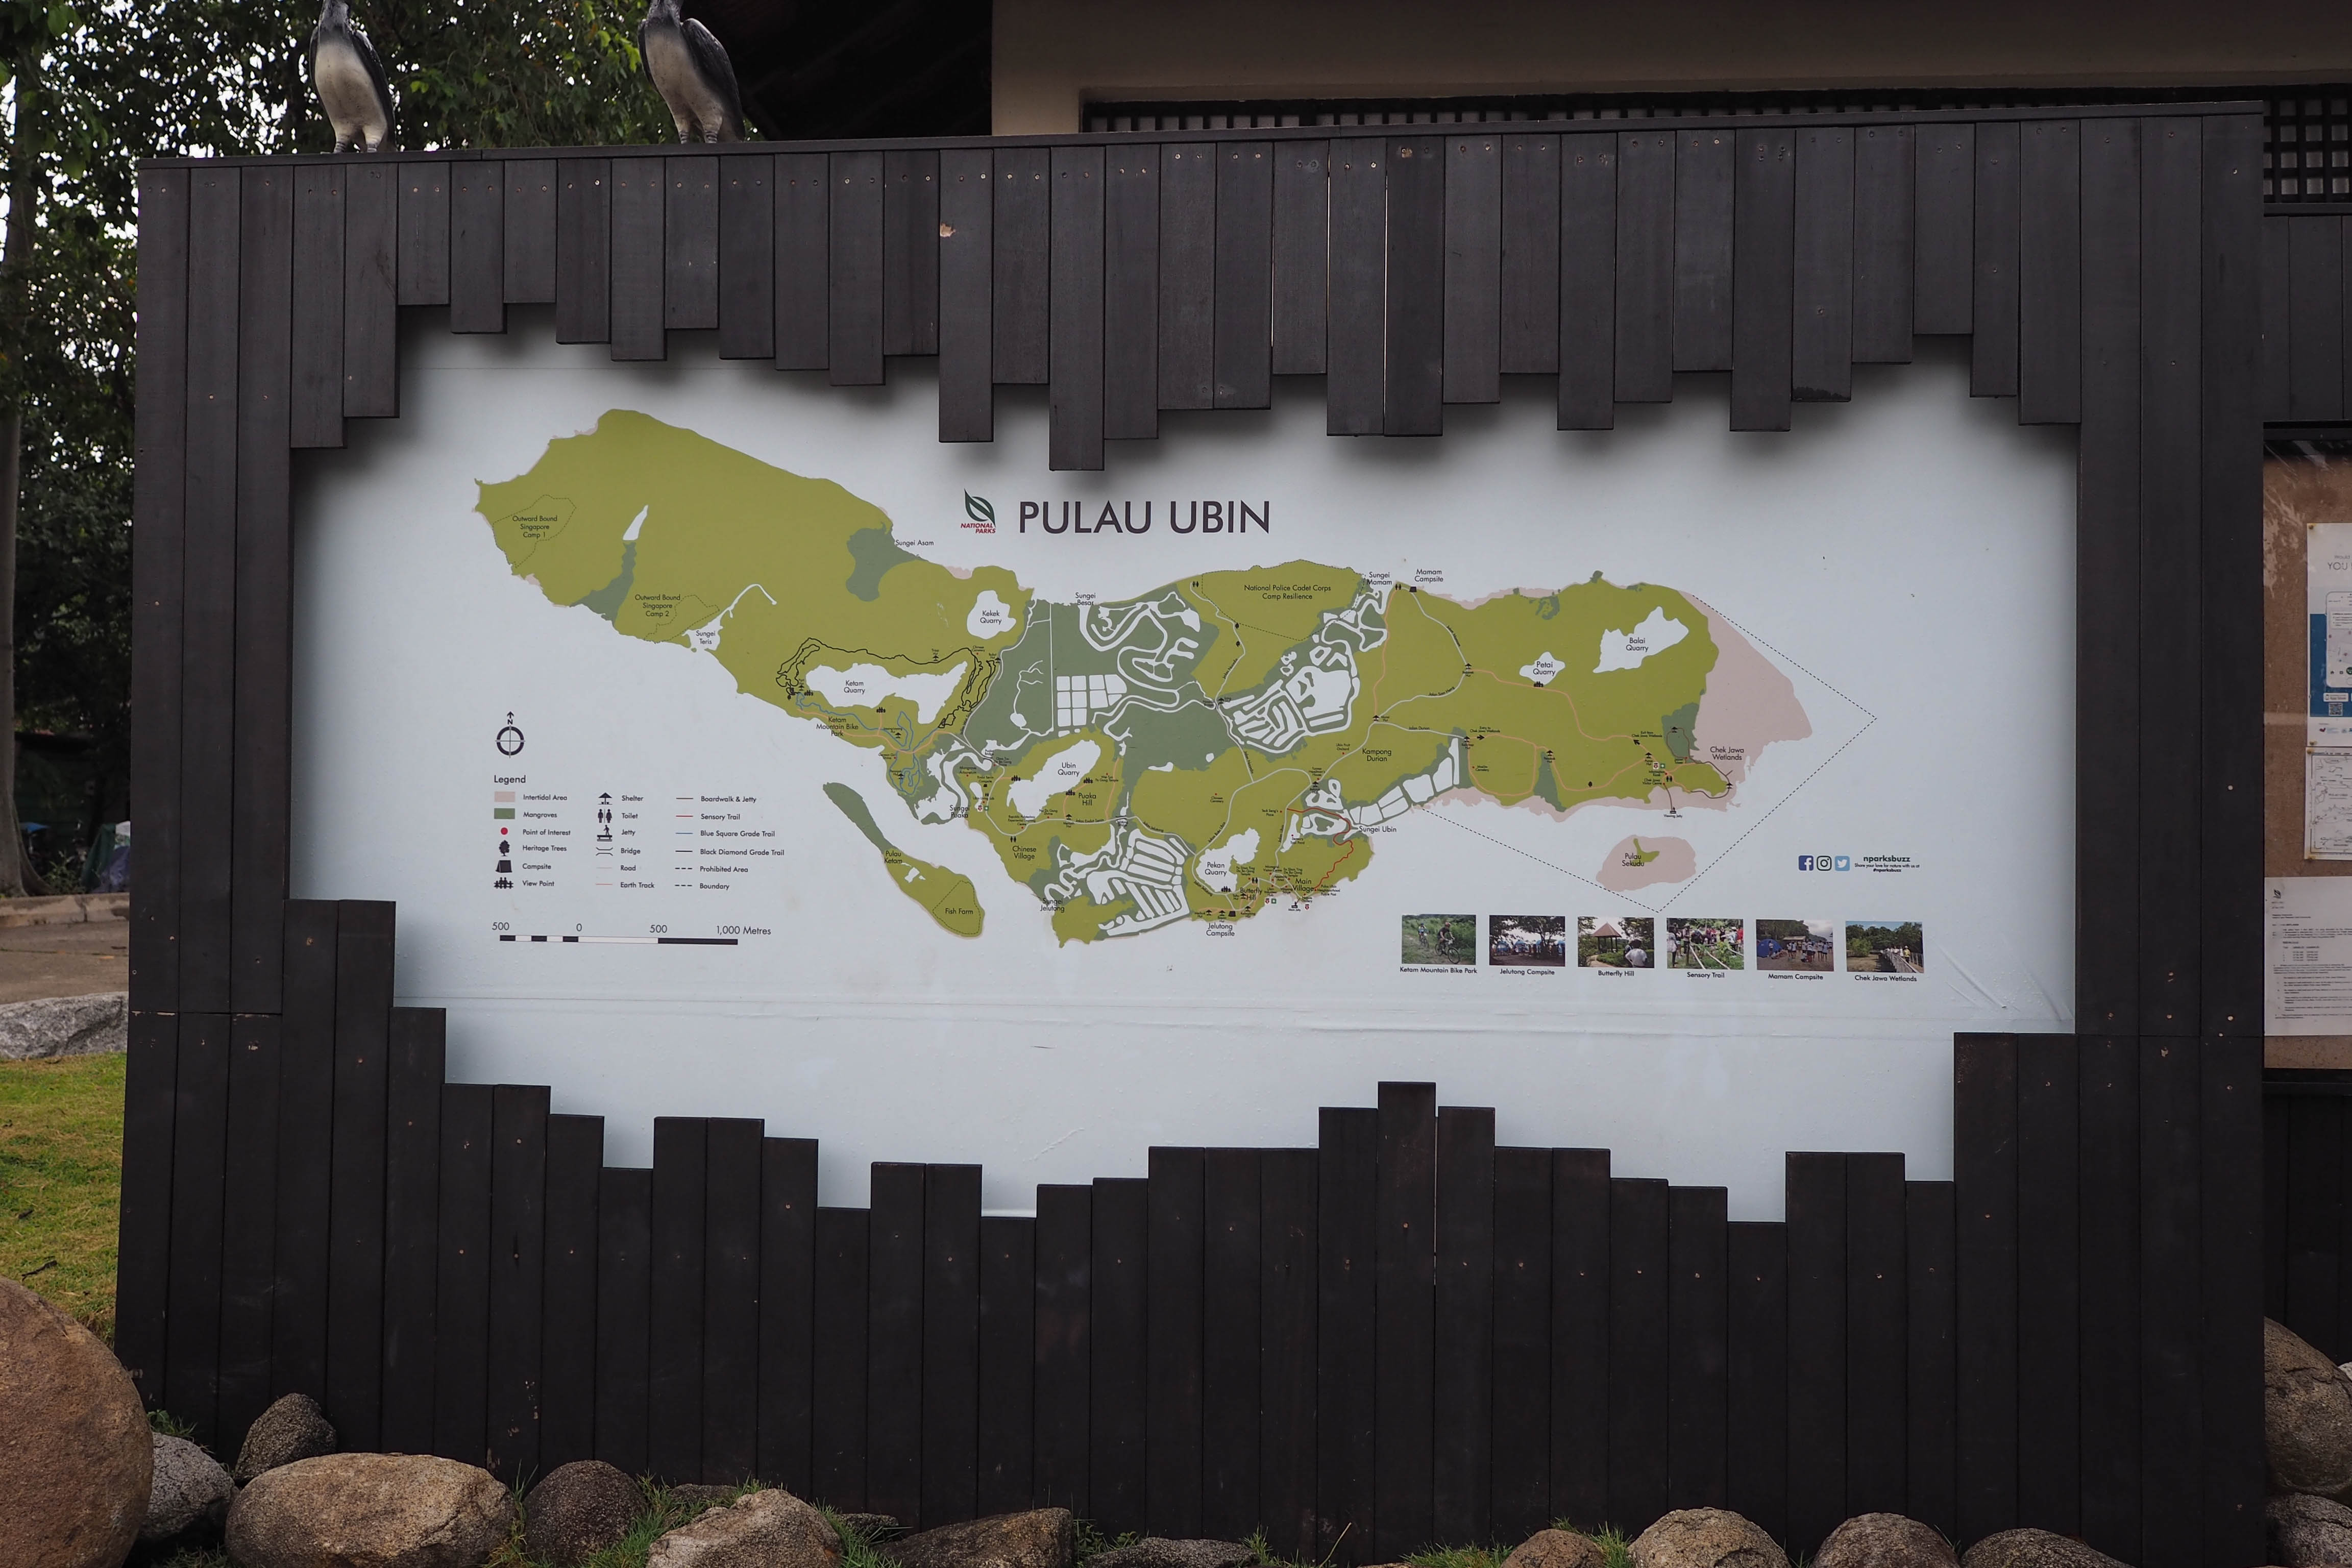 NATIONAL
PARKS
PULAU UBIN
Outward Bound
Singapore
Camp 1
Outward Bound
Singapore
Camp 2
Sungei
Teris
Sungei Asam
Kekek
Quarry
Ketam
Quarry
Ketam
Mountain Bike
Park
Sungei
Besar
National Police Cadet Corps
Camp Resilience
Sungei
Mamam
Mamam
Campsite
Balai
Quarry
Petai
Quarry
Chek Jawa
Wetlands
Kampong
Durian
Ubin
Quarry
Puaka
Hill
Sungei
Puaka
Chinese
Village
Sungei
Jelutong
Pekan
Quarry
Butterfly
Hill
Main
Village
Jelutong
Campsite
Sungei Ubin
Pulau
Ketam
Fish Farm
Pulau
Sekudu
N
Legend
Intertidal Area
Mangroves
Point of Interest
Heritage Trees
Campsite
View Point
Shelter
Toilet
Jetty
Bridge
Road
Earth Track
Boardwalk & Jetty
Sensory Trail
Blue Square Grade Trail
Black Diamond Grade Trail
Prohibited Area
Boundary
500 0 500 1,000 Metres
nparksbuzz
Share your love for nature with us at
#nparksbuzz
Ketam Mountain Bike Park
Jelutong Campsite
Butterfly Hill
Sensory Trail
Mamam Campsite
Chek Jawa Wetlands